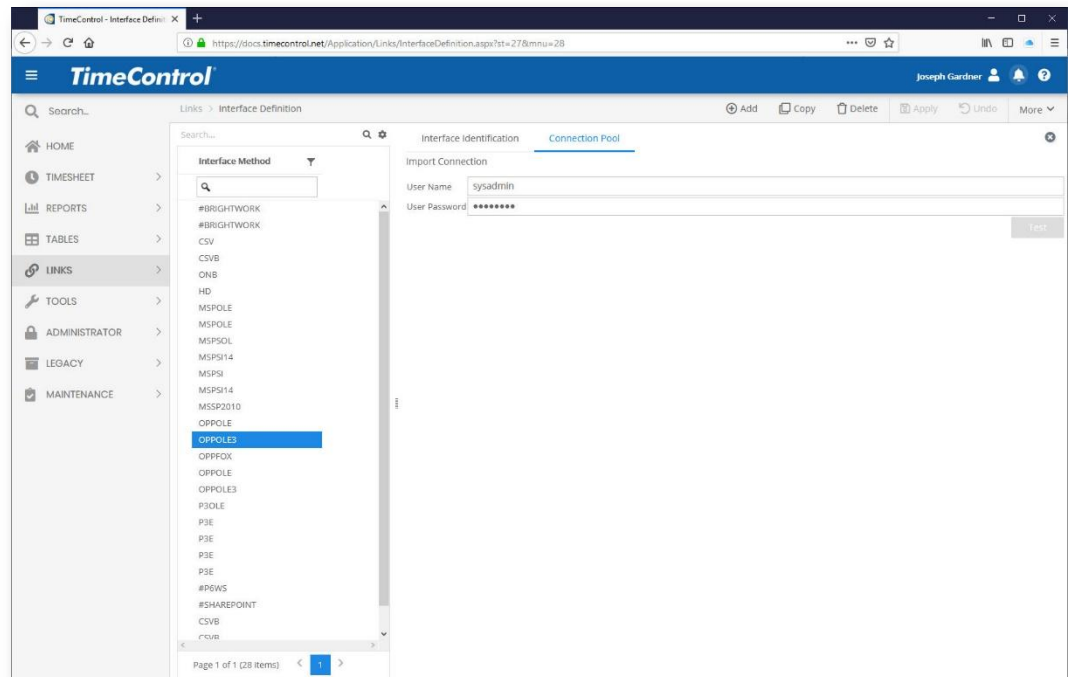 TimeControl - Interface Definit
https://docs.timecontrol.net/Application/Links/InterfaceDefinition.aspx?st=27&mnu=28
TimeControl
Joseph Gardner
Search...
Links > Interface Definition
Add
Copy
Delete
Apply
Undo
More
Search...
Interface Identification
Connection Pool
HOME
Interface Method
Import Connection
TIMESHEET
User Name
sysadmin
REPORTS
#BRIGHTWORK
User Password
#BRIGHTWORK
Test
TABLES
CSV
CSVB
LINKS
ONB
HD
TOOLS
MSPOLE
MSPOLE
ADMINISTRATOR
MSPSOL
MSPSI14
LEGACY
MSPSI
MSPSI14
MAINTENANCE
MSSP2010
OPPOLE
OPPOLE3
OPPFOX
OPPOLE
OPPOLE3
P3OLE
P3E
P3E
P3E
P3E
#P6WS
#SHAREPOINT
CSVB
CSVB
Page 1 of 1 (28 items)
1